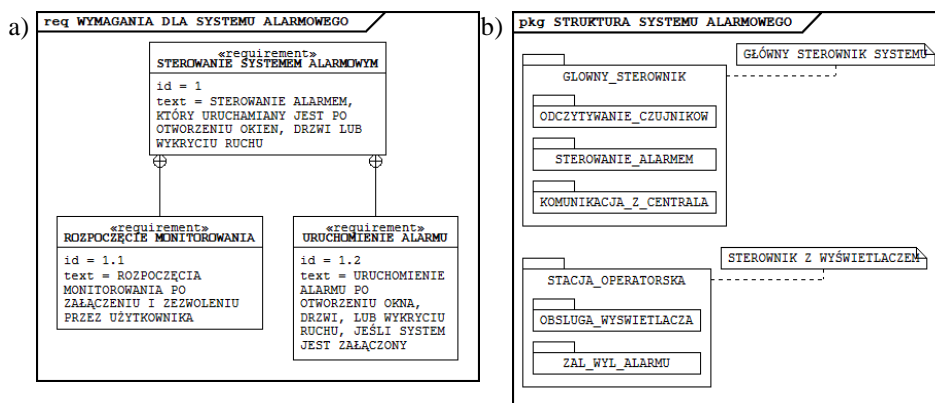 a)
req WYMAGANIA DLA SYSTEMU ALARMOWEGO
«requirement»
STEROWANIE SYSTEMEM ALARMOWYM
id = 1
text = STEROWANIE ALARMEM,
KTÓRY URUCHAMIANY JEST PO
OTWORZENIU OKIEN, DRZWI LUB
WYKRYCIU RUCHU
«requirement»
ROZPOCZĘCIE MONITOROWANIA
id = 1.1
text = ROZPOCZĘCIA
MONITOROWANIA PO
ZAŁĄCZENIU I ZEZWOLENIU
PRZEZ UŻYTKOWNIKA
«requirement»
URUCHOMIENIE ALARMU
id = 1.2
text = URUCHOMIENIE
ALARMU PO
OTWORZENIU OKNA,
DRZWI, LUB WYKRYCIU
RUCHU, JEŚLI SYSTEM
JEST ZAŁĄCZONY
b)
pkg STRUKTURA SYSTEMU ALARMOWEGO
GŁÓWNY STEROWNIK SYSTEMU
GLOWNY_STEROWNIK
ODCZYTYWANIE_CZUJNIKOW
STEROWANIE_ALARMEM
KOMUNIKACJA_Z_CENTRALA
STEROWNIK Z WYŚWIETLACZEM
STACJA_OPERATORSKA
OBSLUGA_WYSWIETLACZA
ZAL_WYL_ALARMU